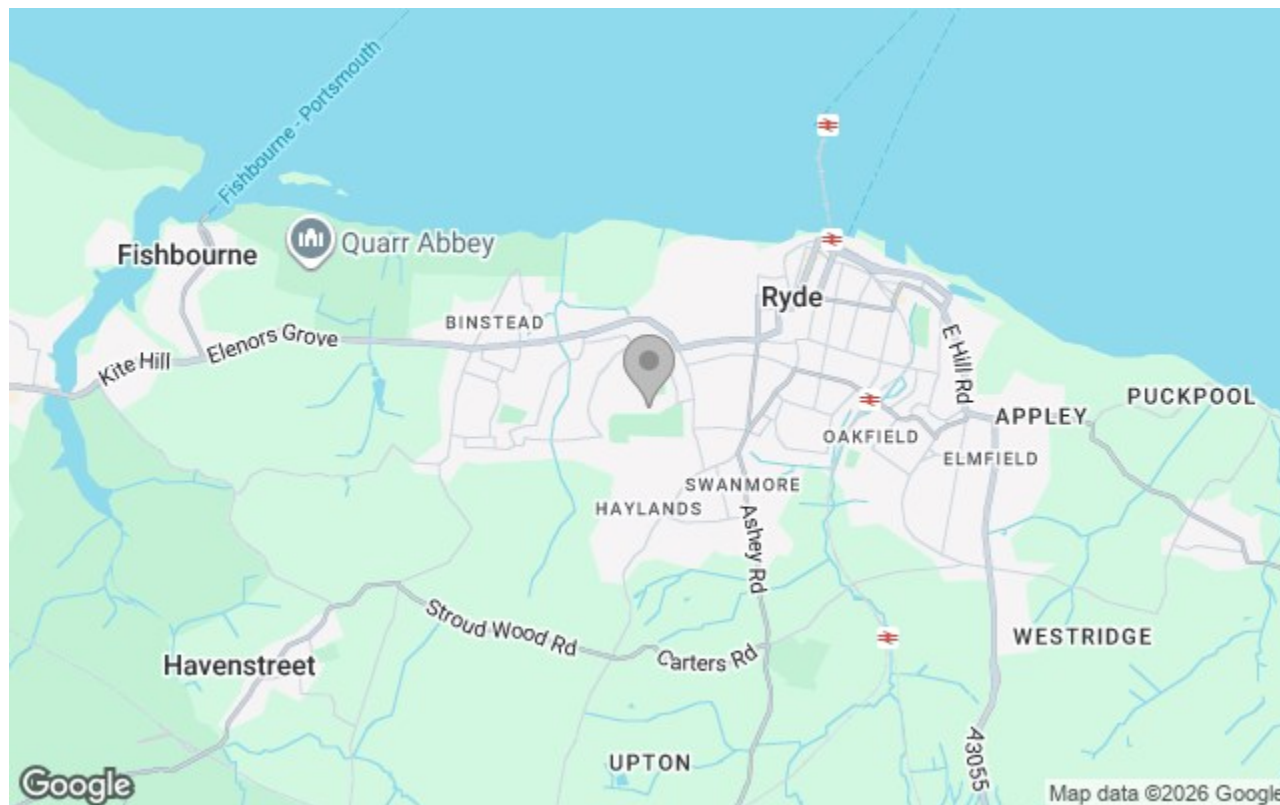 Fishbourne - Portsmouth
Quarr Abbey
Fishbourne
Ryde
BINSTEAD
Elenors Grove
Kite Hill
E Hill Rd
PUCKPOOL
APPLEY
OAKFIELD
ELMFIELD
SWANMORE
HAYLANDS
Ashey Rd
Stroud Wood Rd
Carters Rd
WESTRIDGE
Havenstreet
A3055
UPTON
Google
Map data ©2026 Google